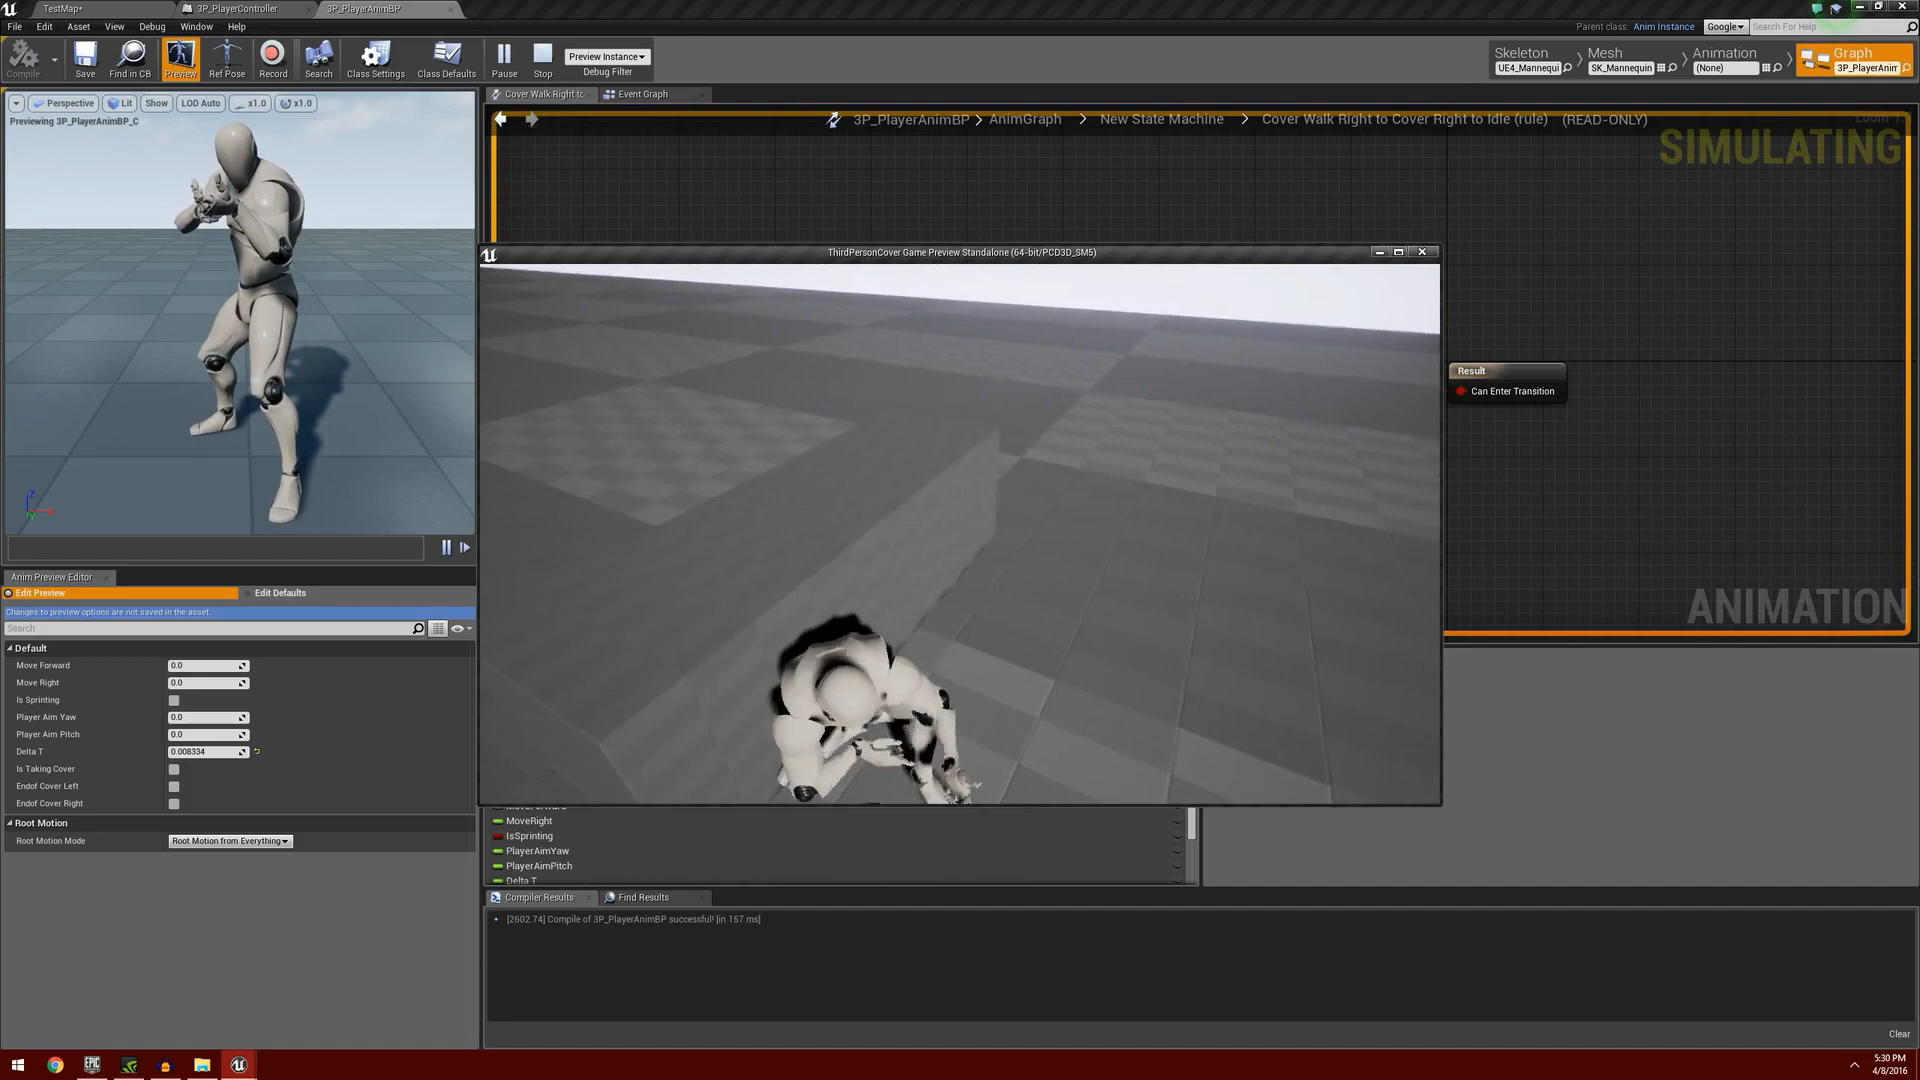 TestMap*
3P_PlayerController
3P_PlayerAnimBP
File Edit Asset View Debug Window Help
Parent class: Anim Instance
Google
Search For Help
Compile
Save
Find in CB
Preview
Ref Pose
Record
Search
Class Settings
Class Defaults
Pause
Stop
Preview Instance
Debug Filter
Skeleton
UE4_Mannequi
Mesh
SK_Mannequin
Animation
(None)
Graph
3P_PlayerAnim
Perspective
Lit
Show
LOD Auto
x1.0
x1.0
Previewing 3P_PlayerAnimBP_C
Z
Cover Walk Right to
Event Graph
3P_PlayerAnimBP > AnimGraph > New State Machine > Cover Walk Right to Cover Right to Idle (rule) (READ-ONLY)
SIMULATING
ThirdPersonCover Game Preview Standalone (64-bit/PCD3D_SM5)
Result
Can Enter Transition
ANIMATION
Anim Preview Editor
Edit Preview
Edit Defaults
Changes to preview options are not saved in the asset.
Search
Default
Move Forward 0.0
Move Right 0.0
Is Sprinting
Player Aim Yaw 0.0
Player Aim Pitch 0.0
Delta T 0.008334
Is Taking Cover
Endof Cover Left
Endof Cover Right
Root Motion
Root Motion Mode Root Motion from Everything
MoveRight
IsSprinting
PlayerAimYaw
PlayerAimPitch
Delta T
Compiler Results
Find Results
[2602.74] Compile of 3P_PlayerAnimBP successful! [in 157 ms]
Clear
EPIC
5:30 PM
4/8/2016